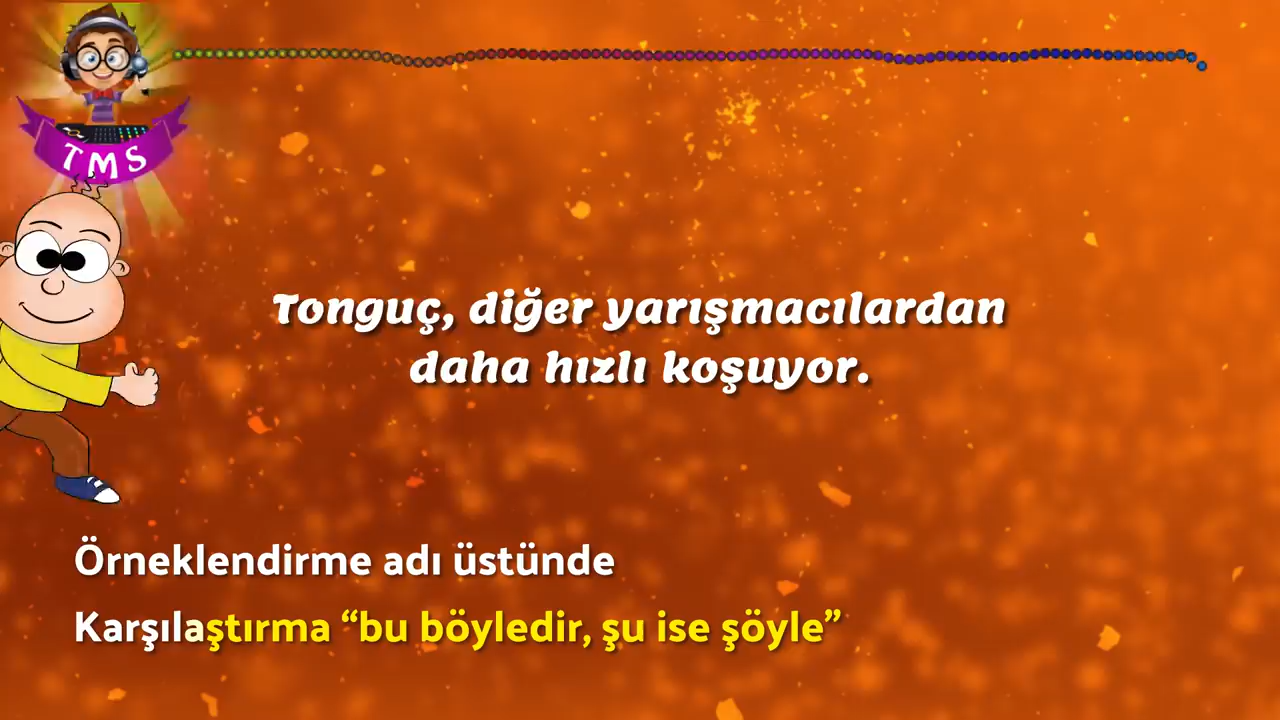 TMS
Tonguç, diğer yarışmacılardan
daha hızlı koşuyor.
Örneklendirme adı üstünde
Karşılaştırma “bu böyledir, şu ise şöyle”